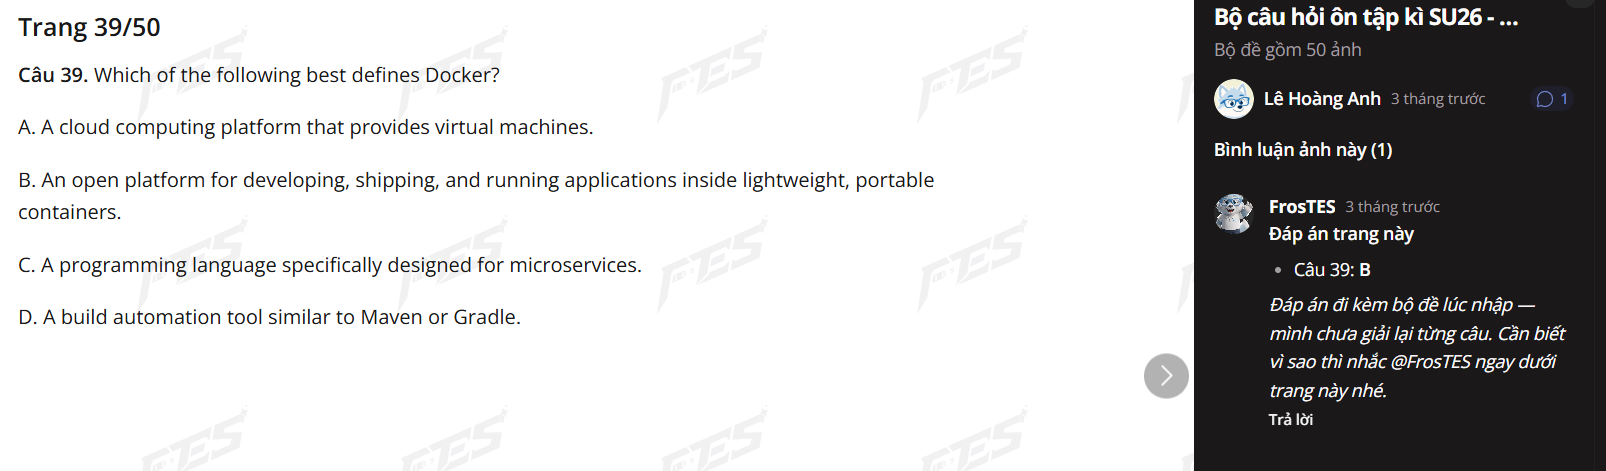 Trang 39/50
Câu 39. Which of the following best defines Docker?
A. A cloud computing platform that provides virtual machines.
B. An open platform for developing, shipping, and running applications inside lightweight, portable
containers.
C. A programming language specifically designed for microservices.
D. A build automation tool similar to Maven or Gradle.
Bộ câu hỏi ôn tập kì SU26 - ...
Bộ đề gồm 50 ảnh
Lê Hoàng Anh 3 tháng trước 1
Bình luận ảnh này (1)
FrosTES 3 tháng trước
Đáp án trang này
• Câu 39: B
Đáp án đi kèm bộ đề lúc nhập —
mình chưa giải lại từng câu. Cần biết
vì sao thì nhắc @FrosTES ngay dưới
trang này nhé.
Trả lời